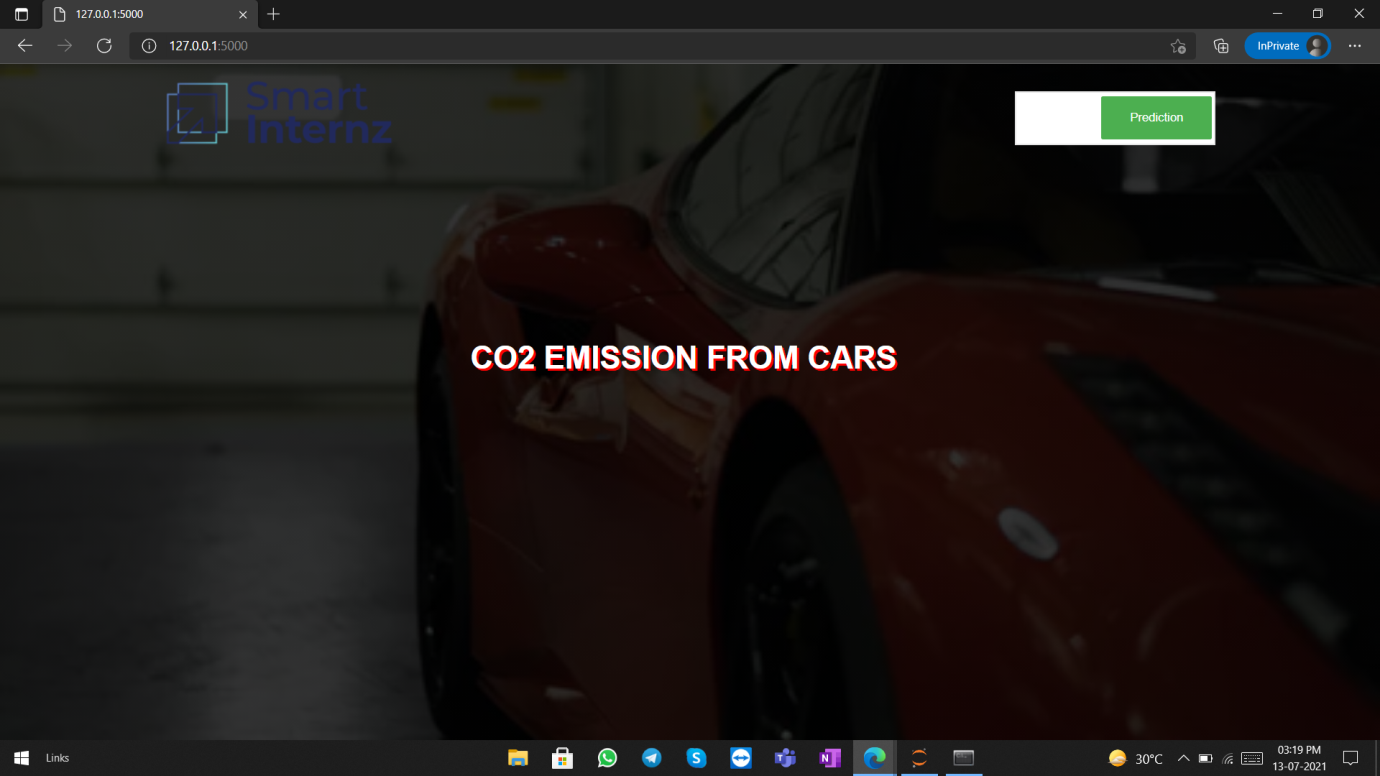 127.0.0.1:5000
127.0.0.1:5000
InPrivate
Smart
Internz
Prediction
CO2 EMISSION FROM CARS
Links
30°C
03:19 PM
13-07-2021